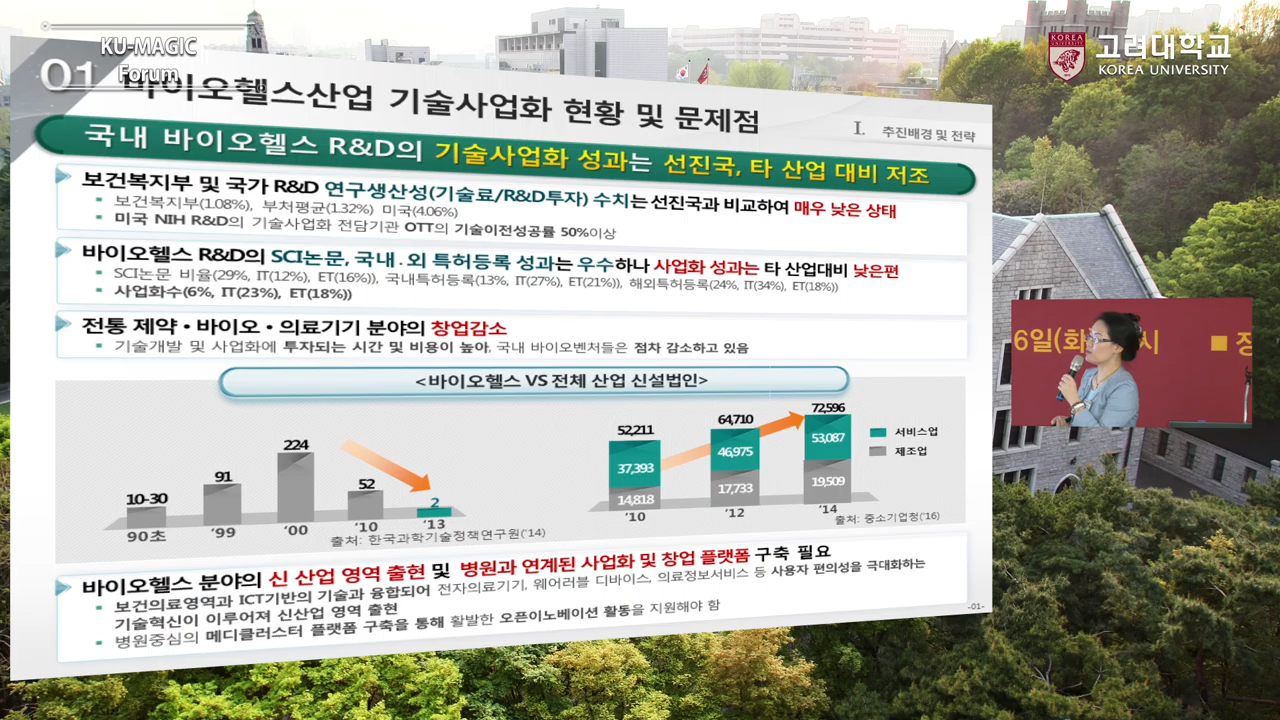 KU-MAGIC
Forum
KOREA
고려대학교
KOREA UNIVERSITY
01
바이오헬스산업 기술사업화 현황 및 문제점
I. 추진배경 및 전략
국내 바이오헬스 R&D의 기술사업화 성과는 선진국, 타 산업 대비 저조
보건복지부 및 국가 R&D 연구생산성(기술료/R&D투자) 수치는 선진국과 비교하여 매우 낮은 상태
보건복지부(1.08%), 부처평균(1.32%) 미국(4.06%)
미국 NIH R&D의 기술사업화 전담기관 OTT의 기술이전성공률 50%이상
바이오헬스 R&D의 SCI논문, 국내·외 특허등록 성과는 우수하나 사업화 성과는 타 산업대비 낮은편
SCI논문 비율(29%, IT(12%), ET(16%)), 국내특허등록(13%, IT(27%), ET(21%)), 해외특허등록(24%, IT(34%), ET(18%))
사업화수(6%, IT(23%), ET(18%))
전통 제약·바이오·의료기기 분야의 창업감소
기술개발 및 사업화에 투자되는 시간 및 비용이 높아, 국내 바이오벤처들은 점차 감소하고 있음
<바이오헬스 VS 전체 산업 신설법인>
10-30
91
224
52
2
90초
'99
'00
'10
'13
출처: 한국과학기술정책연구원('14)
52,211
64,710
72,596
37,393
46,975
53,087
14,818
17,733
19,509
'10
'12
'14
서비스업
제조업
출처: 중소기업청('16)
바이오헬스 분야의 신 산업 영역 출현 및 병원과 연계된 사업화 및 창업 플랫폼 구축 필요
보건의료영역과 ICT기반의 기술과 융합되어 전자의료기기, 웨어러블 디바이스, 의료정보서비스 등 사용자 편의성을 극대화하는
기술혁신이 이루어져 신산업 영역 출현
병원중심의 메디클러스터 플랫폼 구축을 통해 활발한 오픈이노베이션 활동을 지원해야 함
-01-
6일(화
시
■ 장